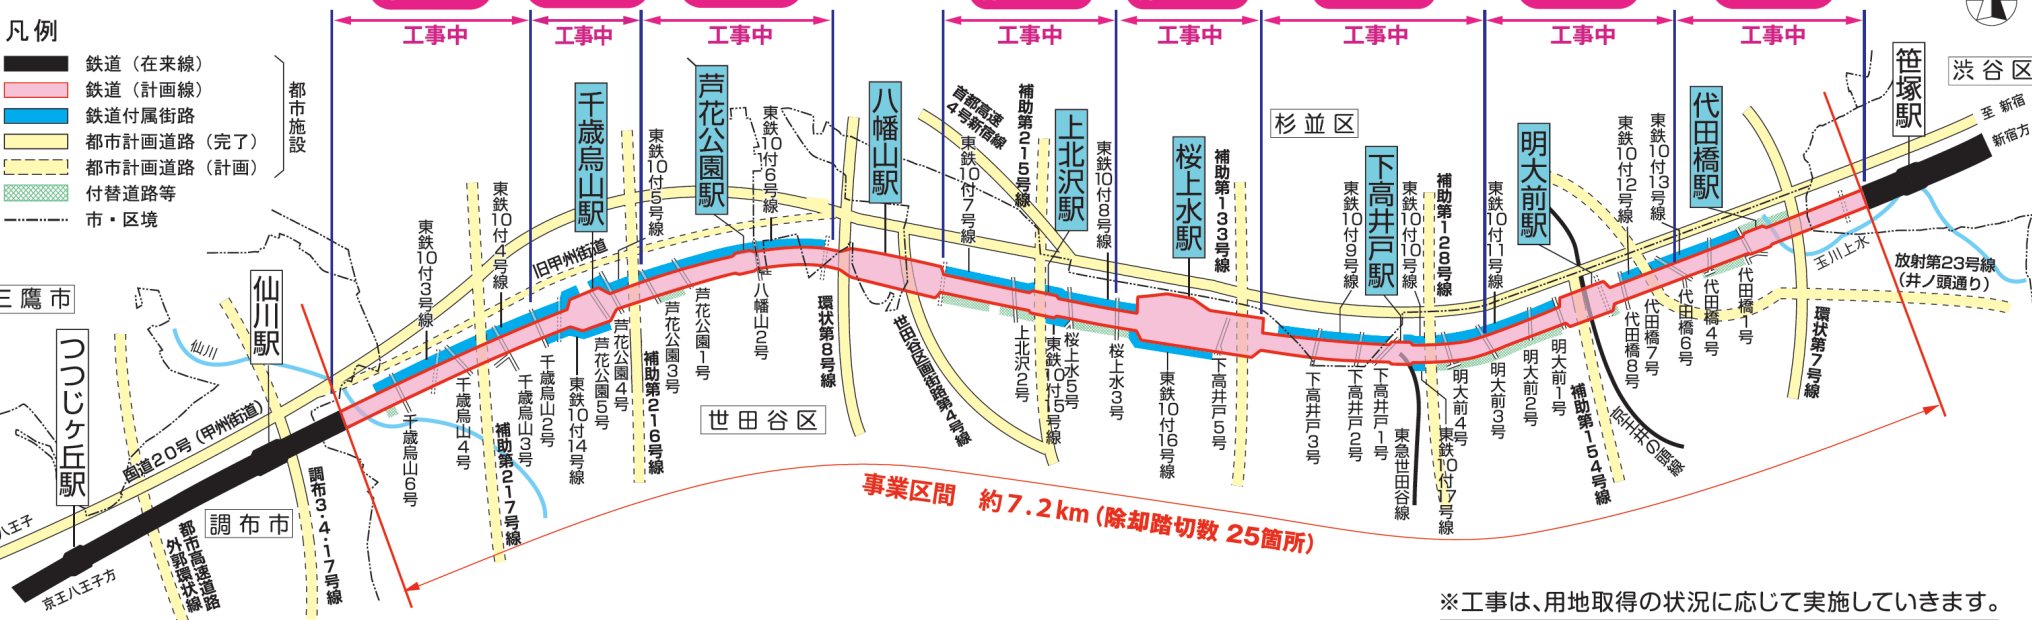 工事中
工事中
工事中
工事中
工事中
工事中
工事中
工事中
凡例
鉄道（在来線）
鉄道（計画線）
鉄道付属街路
都市計画道路（完了）
都市計画道路（計画）
付替道路等
市・区境
都市施設
三鷹市
つつじヶ丘駅
仙川
仙川駅
国道20号（甲州街道）
八王子
京王八王子方
調布市
都市高速道路
外郭環状線
調布3・4・17号線
東鉄10付3号線
東鉄10付4号線
旧甲州街道
千歳烏山駅
東鉄10付5号線
芦花公園駅
東鉄10付6号線
八幡山駅
首都高速
4号新宿線
東鉄10付7号線
補助第215号線
上北沢駅
東鉄10付8号線
桜上水駅
補助第133号線
杉並区
東鉄10付9号線
下高井戸駅
東鉄10付10号線
補助第128号線
東鉄10付11号線
明大前駅
東鉄10付12号線
東鉄10付13号線
代田橋駅
笹塚駅
渋谷区
至 新宿
新宿方
玉川上水
放射第23号線
（井ノ頭通り）
千歳烏山6号
千歳烏山4号
補助第217号線
千歳烏山3号
千歳烏山2号
東鉄10付14号線
芦花公園5号
芦花公園4号
補助第216号線
芦花公園3号
芦花公園1号
八幡山2号
環状第8号線
世田谷区画街路第4号線
世田谷区
上北沢2号
東鉄10付15号線
桜上水5号
桜上水3号
東鉄10付16号線
下高井戸5号
下高井戸3号
下高井戸2号
下高井戸1号
東急世田谷線
東鉄10付17号線
明大前4号
明大前3号
明大前2号
明大前1号
補助第154号線
京王井の頭線
代田橋8号
代田橋7号
代田橋6号
代田橋4号
代田橋1号
環状第7号線
事業区間　約7.2km（除却踏切数 25箇所）
※工事は、用地取得の状況に応じて実施していきます。